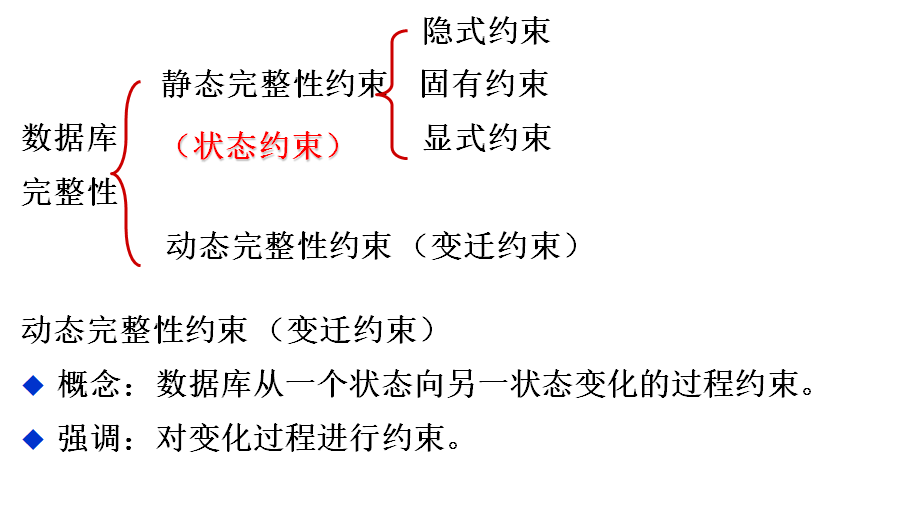 隐式约束
静态完整性约束
固有约束
数据库
（状态约束）
显式约束
完整性
动态完整性约束（变迁约束）
动态完整性约束（变迁约束）
◆ 概念：数据库从一个状态向另一状态变化的过程约束。
◆ 强调：对变化过程进行约束。